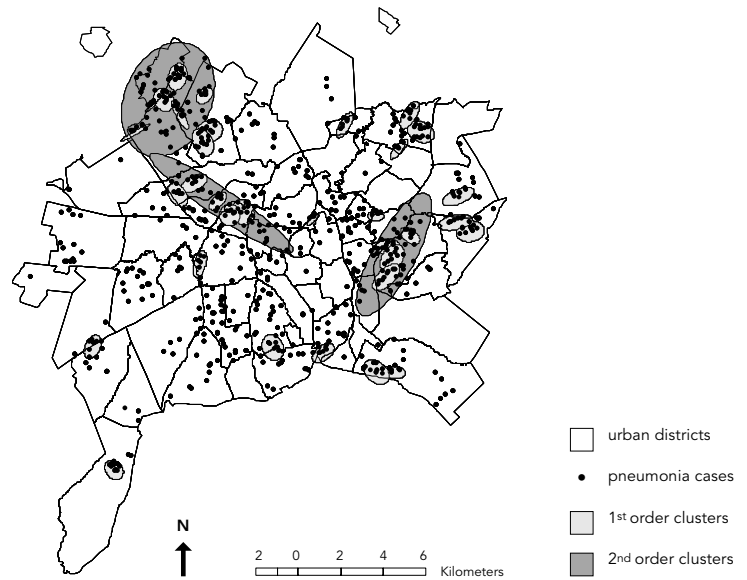 urban districts
pneumonia cases
1st order clusters
2nd order clusters
N
2 0 2 4 6
Kilometers